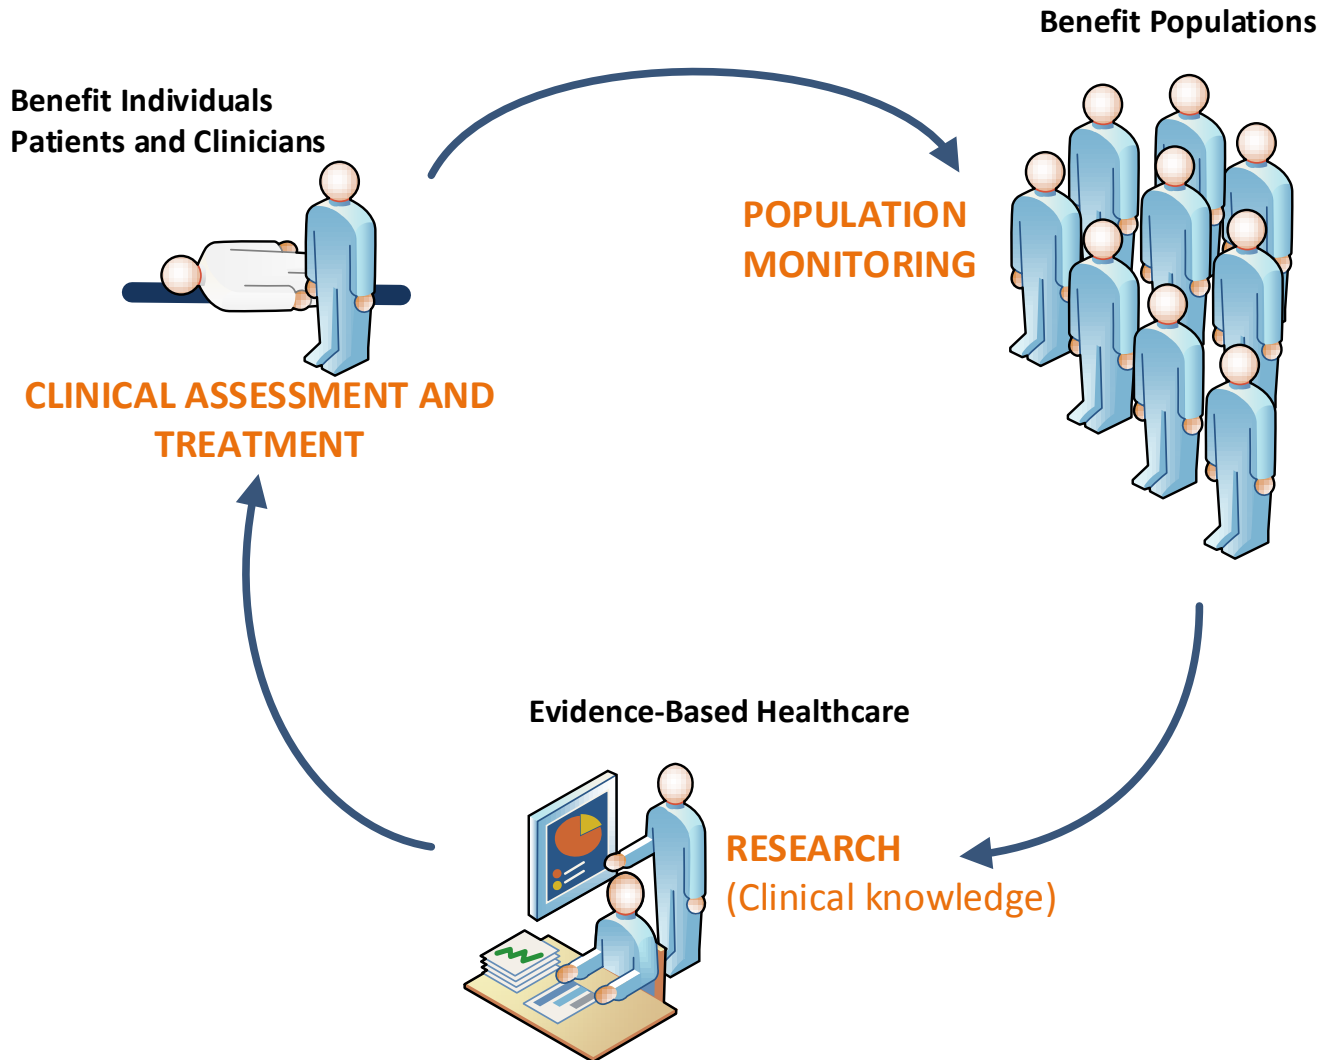 Benefit Populations
Benefit Individuals
Patients and Clinicians
POPULATION
MONITORING
CLINICAL ASSESSMENT AND
TREATMENT
Evidence-Based Healthcare
RESEARCH
(Clinical knowledge)